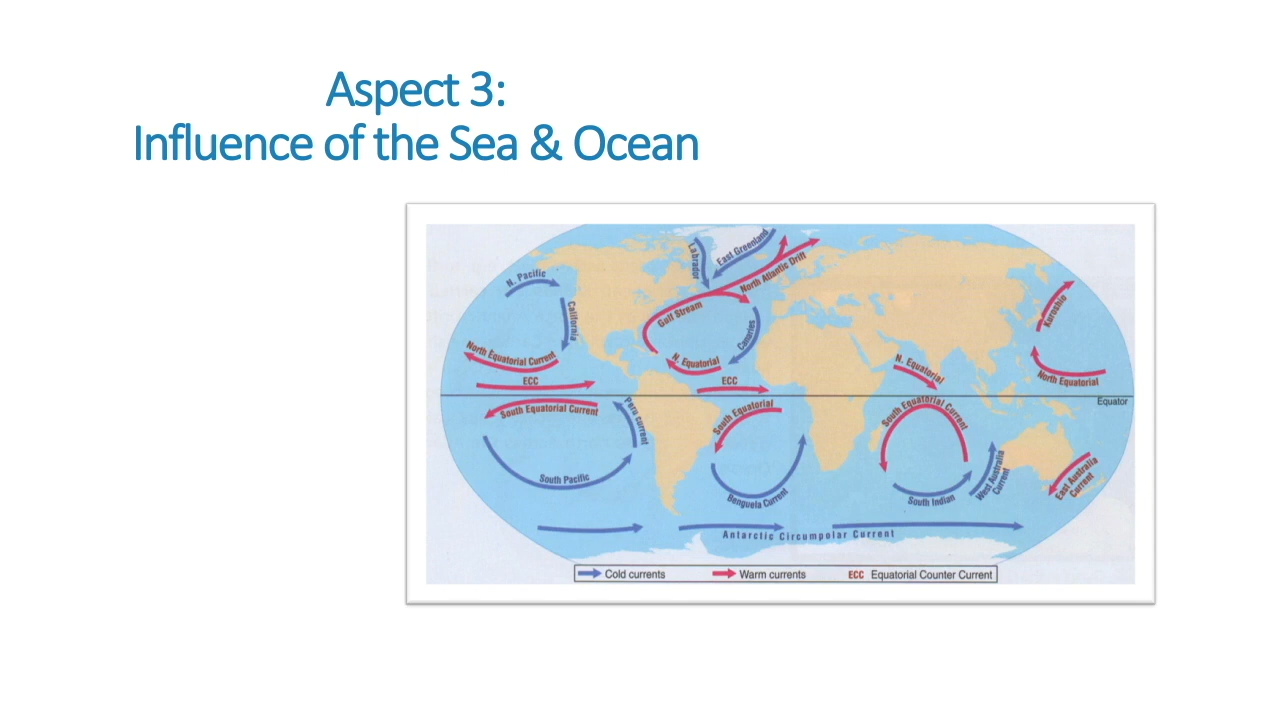 Aspect 3:
Influence of the Sea & Ocean
Labrador
East Greenland
North Atlantic Drift
N. Pacific
California
Gulf Stream
Canaries
Kuroshio
North Equatorial Current
N. Equatorial
N. Equatorial
North Equatorial
ECC
ECC
Equator
South Equatorial Current
Peru current
South Equatorial
South Equatorial Current
South Pacific
Benguela Current
South Indian
West Australia
Current
East Australia
Current
Antarctic Circumpolar Current
Cold currents
Warm currents
ECC Equatorial Counter Current